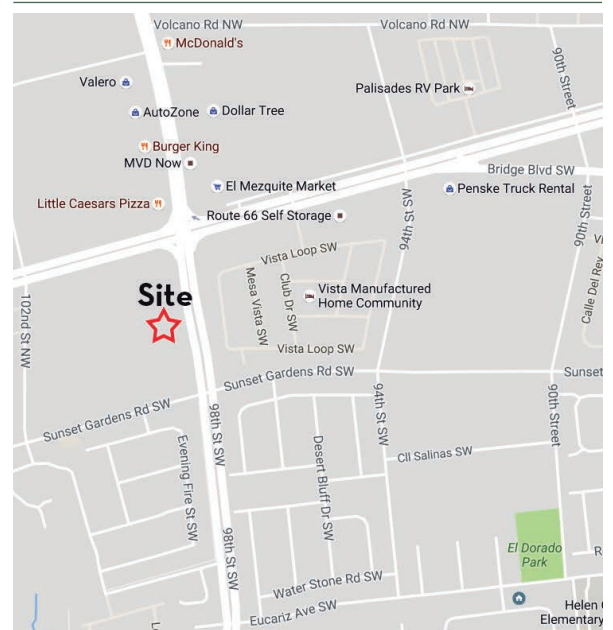 Volcano Rd NW
Volcano Rd NW
McDonald's
90th Street
Valero
Palisades RV Park
AutoZone
Dollar Tree
Burger King
MVD Now
Bridge Blvd SW
El Mezquite Market
Penske Truck Rental
Little Caesars Pizza
Route 66 Self Storage
94th St SW
90th Street
Vista Loop SW
Calle Del Rey
Site
Mesa Vista SW
Club Dr SW
Vista Manufactured
Home Community
102nd St NW
Vista Loop SW
Sunset Gardens Rd SW
Sunset
Sunset Gardens Rd SW
98th St SW
94th St SW
90th Street
Evening Fire St SW
Desert Bluff Dr SW
Cll Salinas SW
98th St SW
El Dorado
Park
Water Stone Rd SW
Eucariz Ave SW
Helen
Elementary